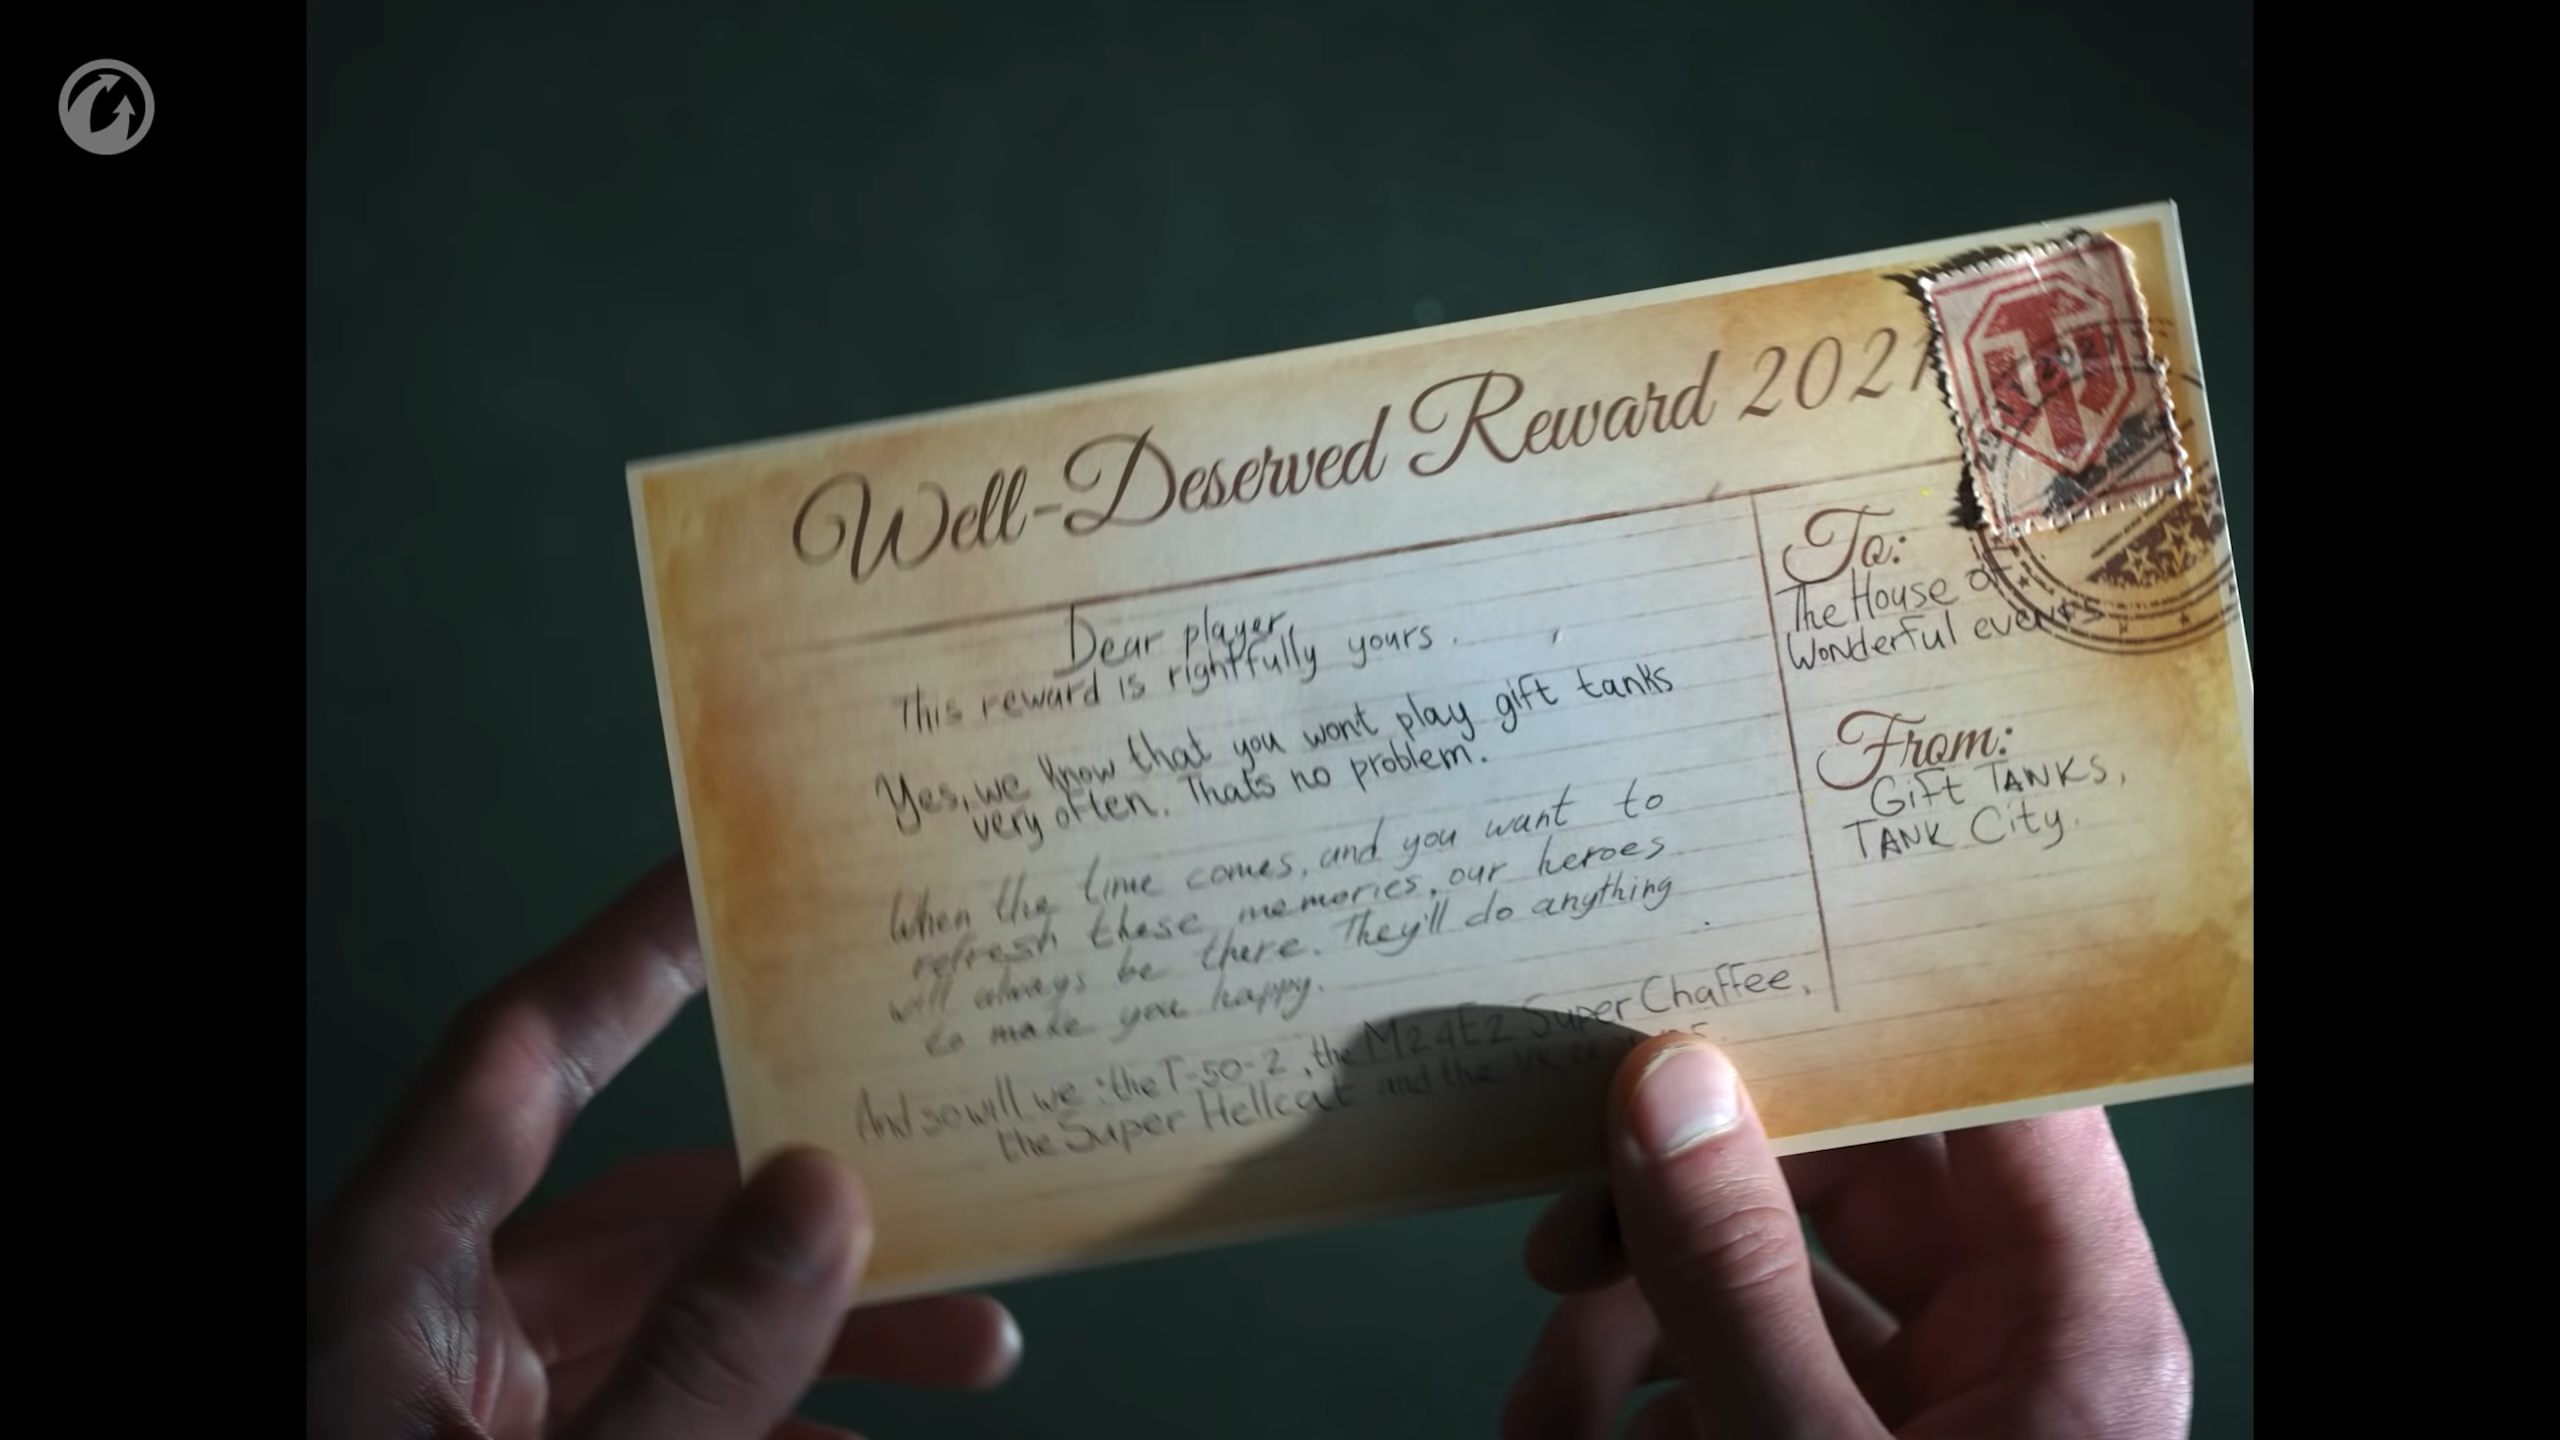 Well-Deserved Reward 2021
Dear player,
This reward is rightfully yours.
Yes, we know that you won't play gift tanks
very often. Thats no problem.
When the time comes, and you want to
refresh these memories, our heroes
will always be there. They'll do anything
to make you happy.
And so will we: the T-50-2, the M24E2 Super Chaffee,
the Super Hellcat and the
To:
The House of
Wonderful events
From:
Gift TANKS,
TANK City.
2021